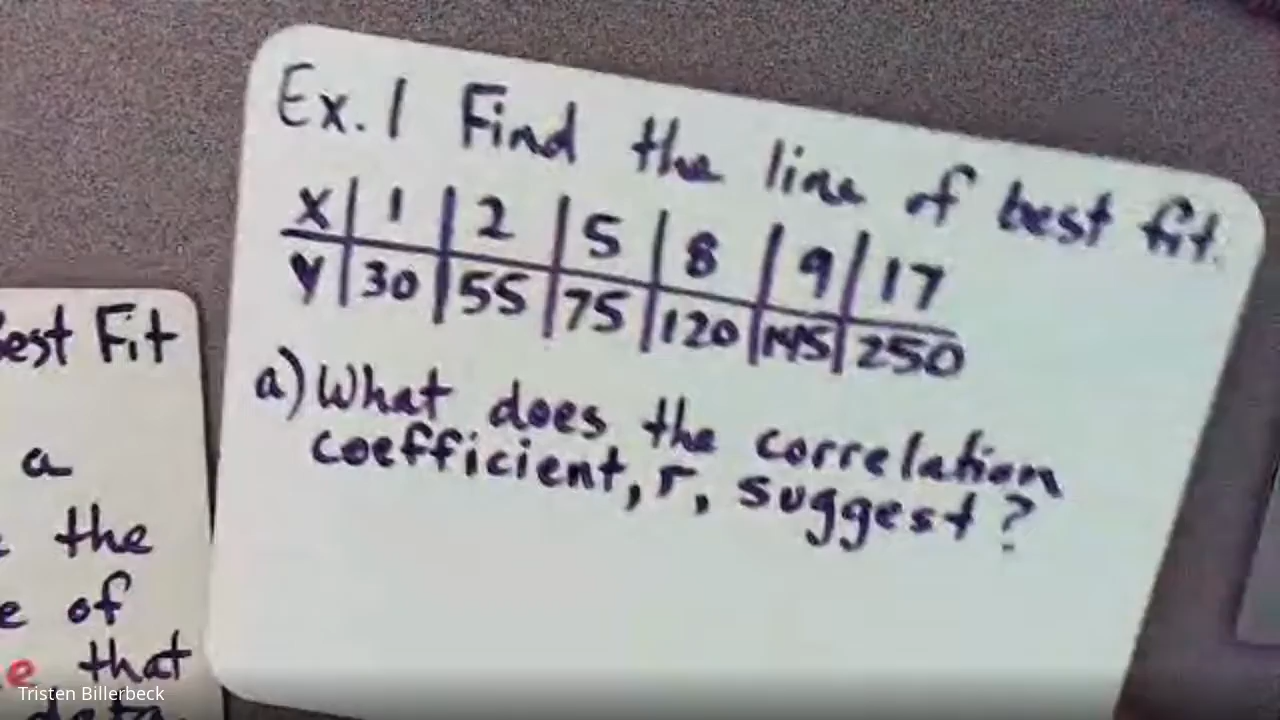 Ex. 1 Find the line of best fit.
X | 1 | 2 | 5 | 8 | 9 | 17
Y | 30 | 55 | 75 | 120 | 145 | 250
a) What does the correlation
coefficient, r, suggest?
est Fit
a
the
e of
e that
data
Tristen Billerbeck